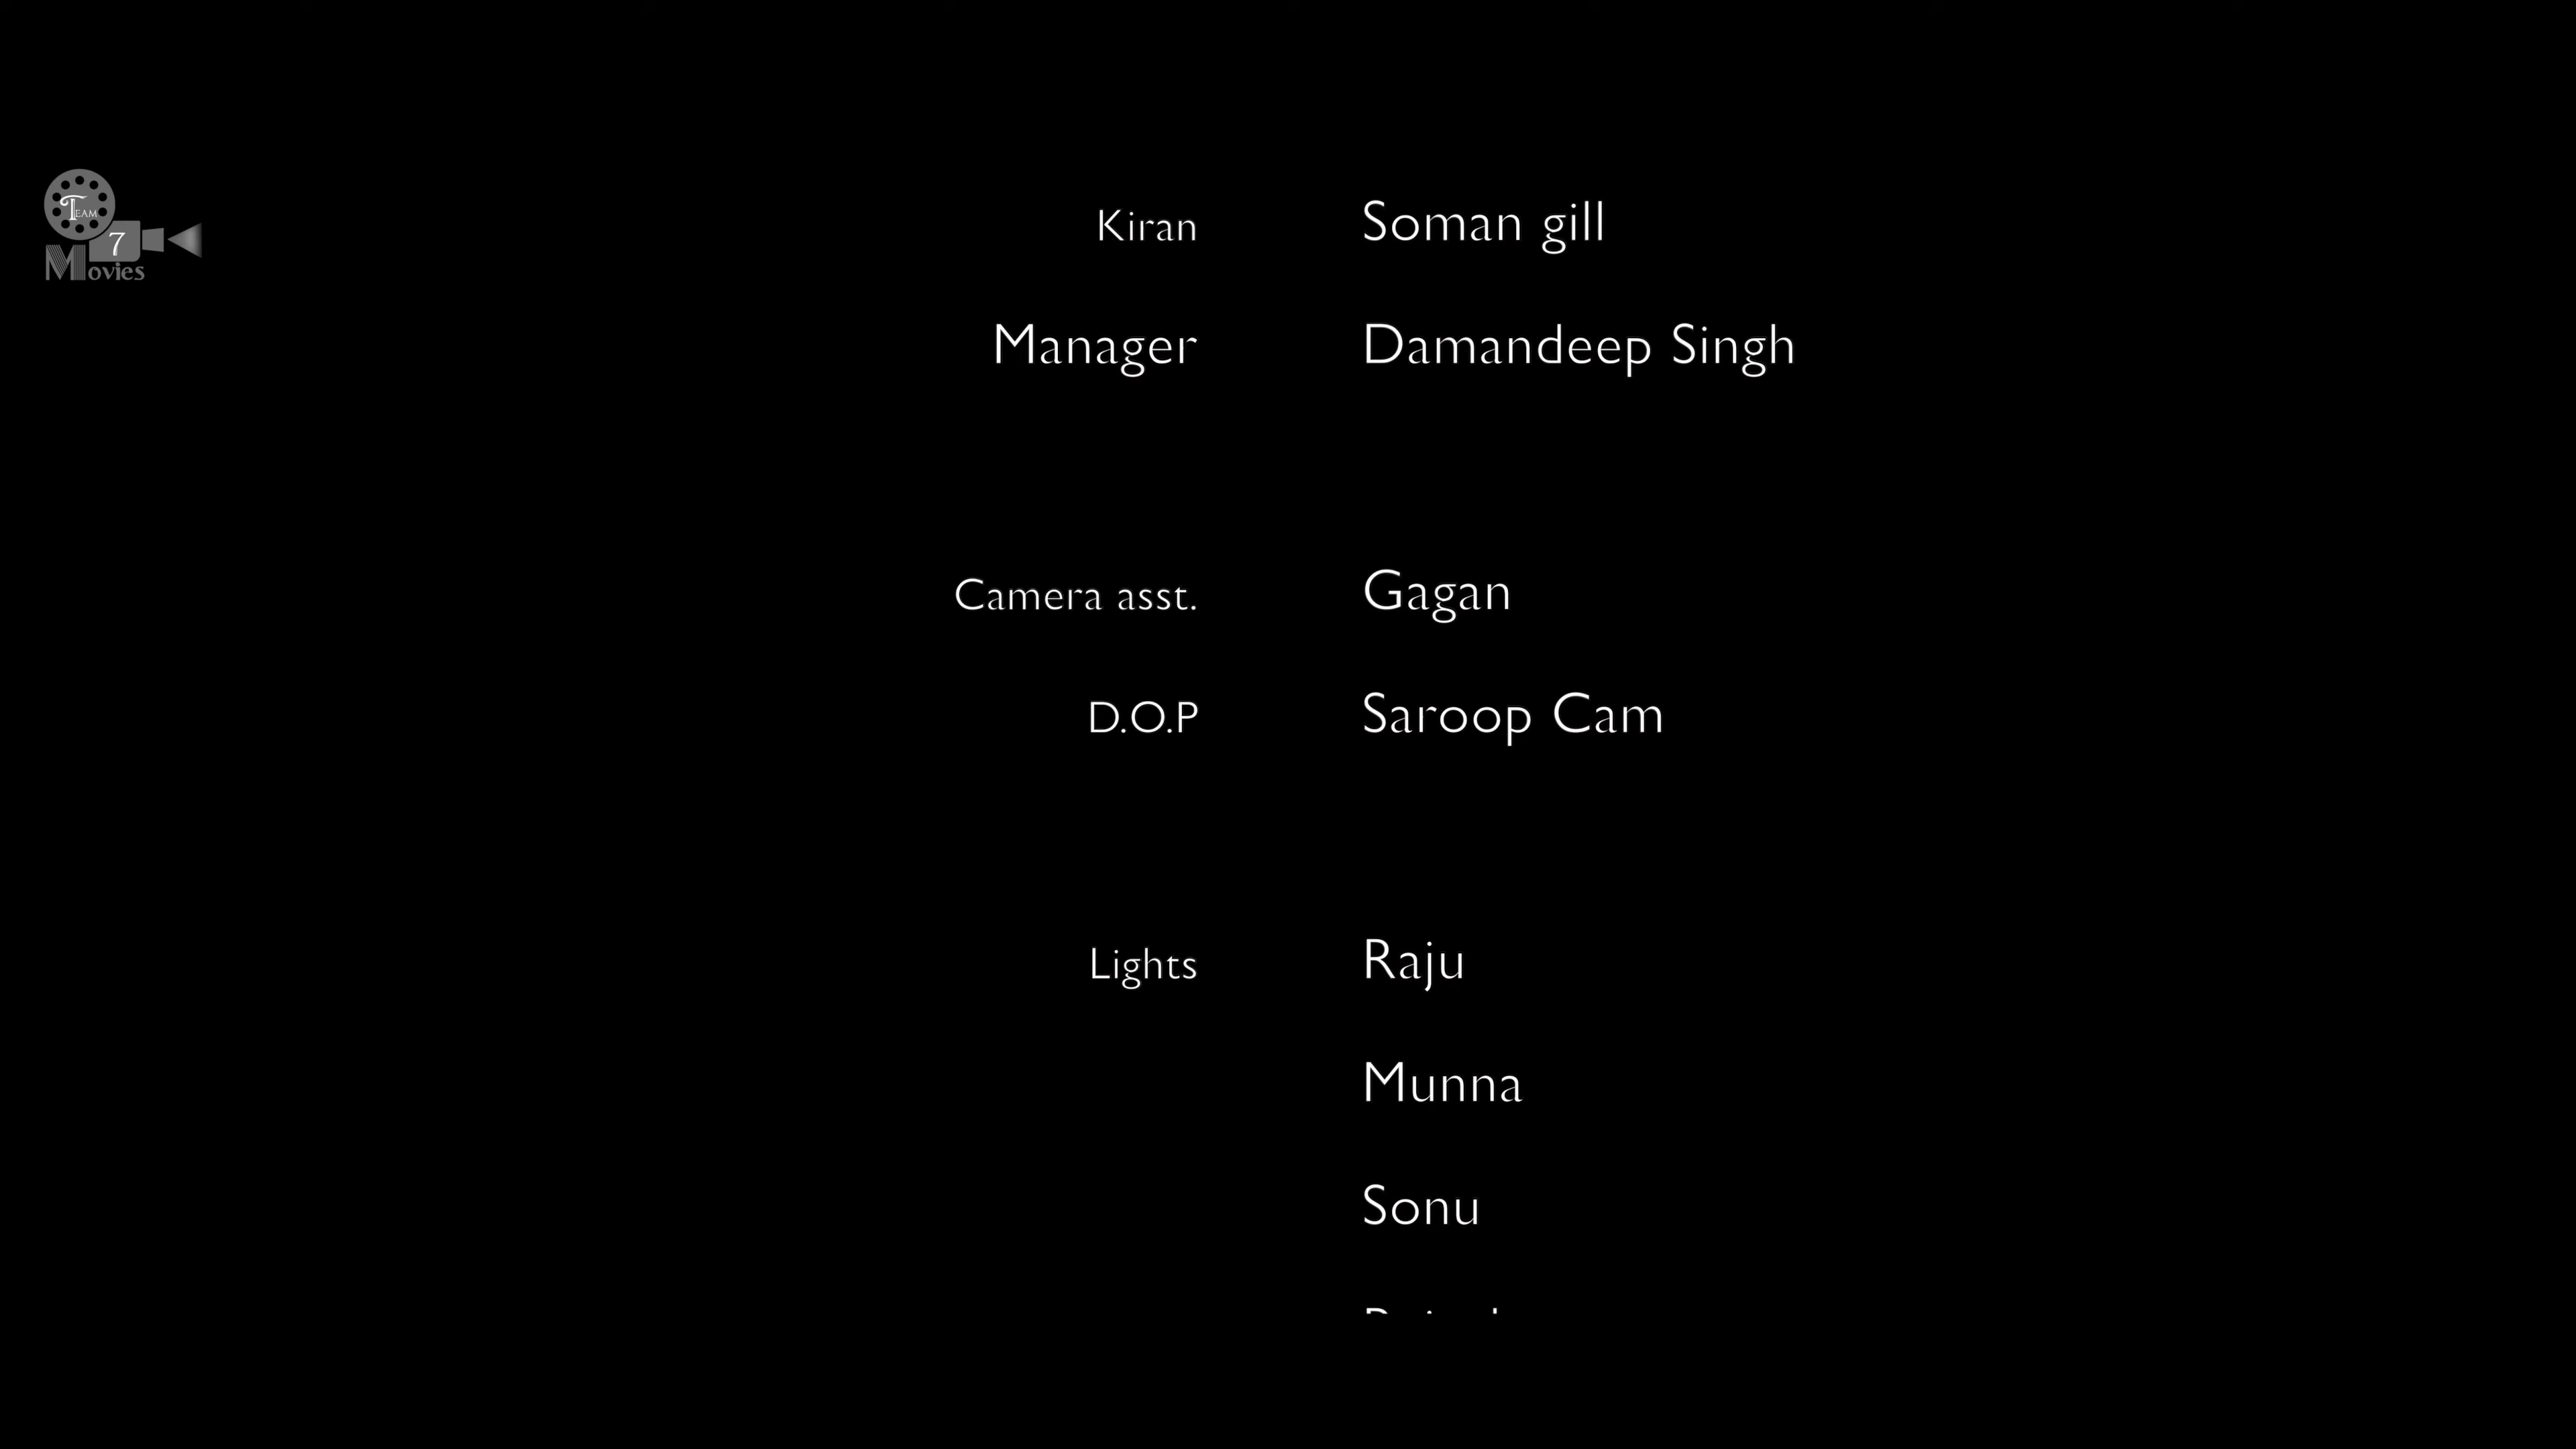 Team
7
Movies
Kiran Soman gill
Manager Damandeep Singh
Camera asst. Gagan
D.O.P Saroop Cam
Lights Raju
Munna
Sonu